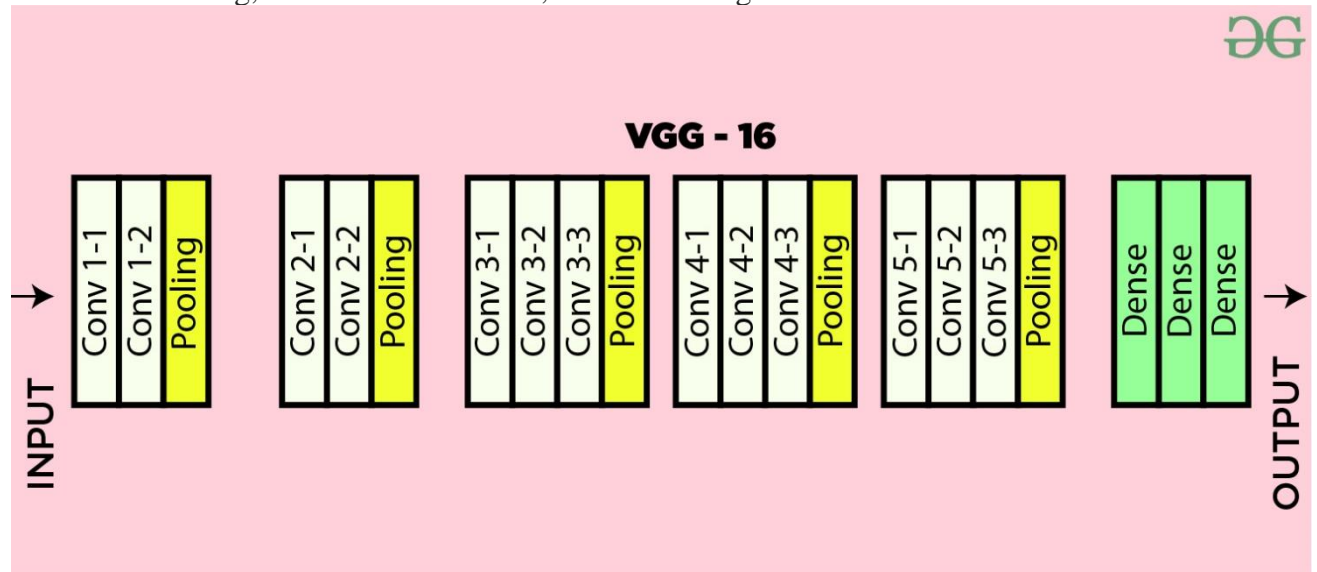 VGG - 16
INPUT
Conv 1-1
Conv 1-2
Pooling
Conv 2-1
Conv 2-2
Pooling
Conv 3-1
Conv 3-2
Conv 3-3
Pooling
Conv 4-1
Conv 4-2
Conv 4-3
Pooling
Conv 5-1
Conv 5-2
Conv 5-3
Pooling
Dense
Dense
Dense
OUTPUT